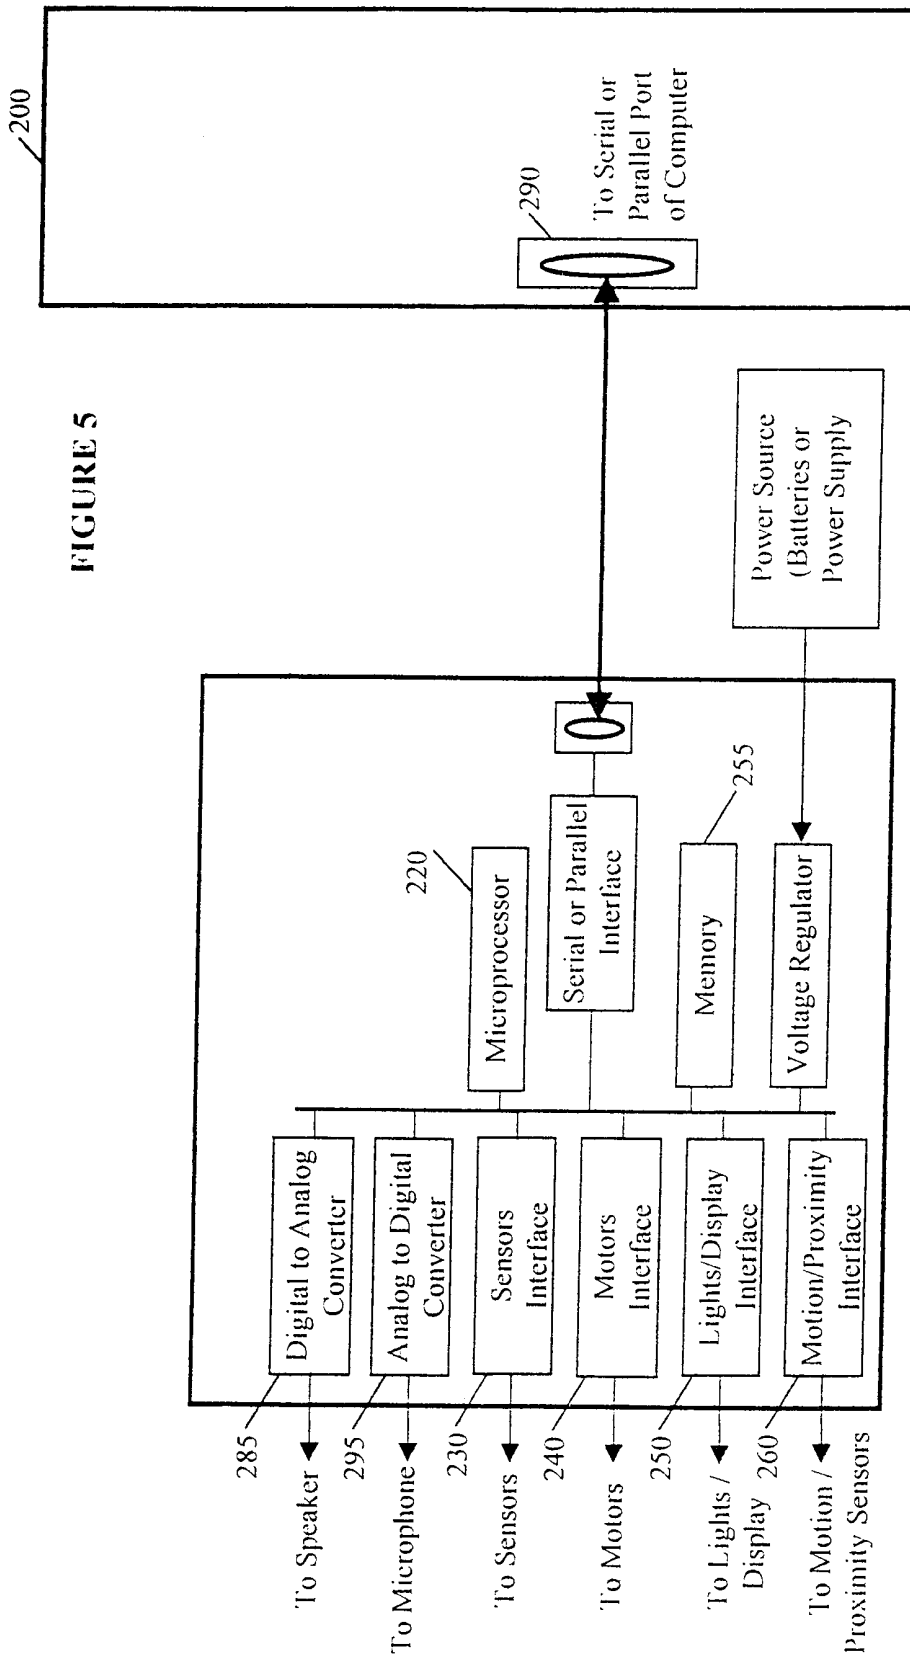 FIGURE 5
200
290
To Serial or
Parallel Port
of Computer
Power Source
(Batteries or
Power Supply
220
Microprocessor
Serial or Parallel
Interface
255
Memory
Voltage Regulator
Digital to Analog
Converter
Analog to Digital
Converter
Sensors
Interface
Motors
Interface
Lights/Display
Interface
Motion/Proximity
Interface
285
To Speaker
295
To Microphone
230
To Sensors
240
To Motors
250
To Lights /
Display
260
To Motion /
Proximity Sensors